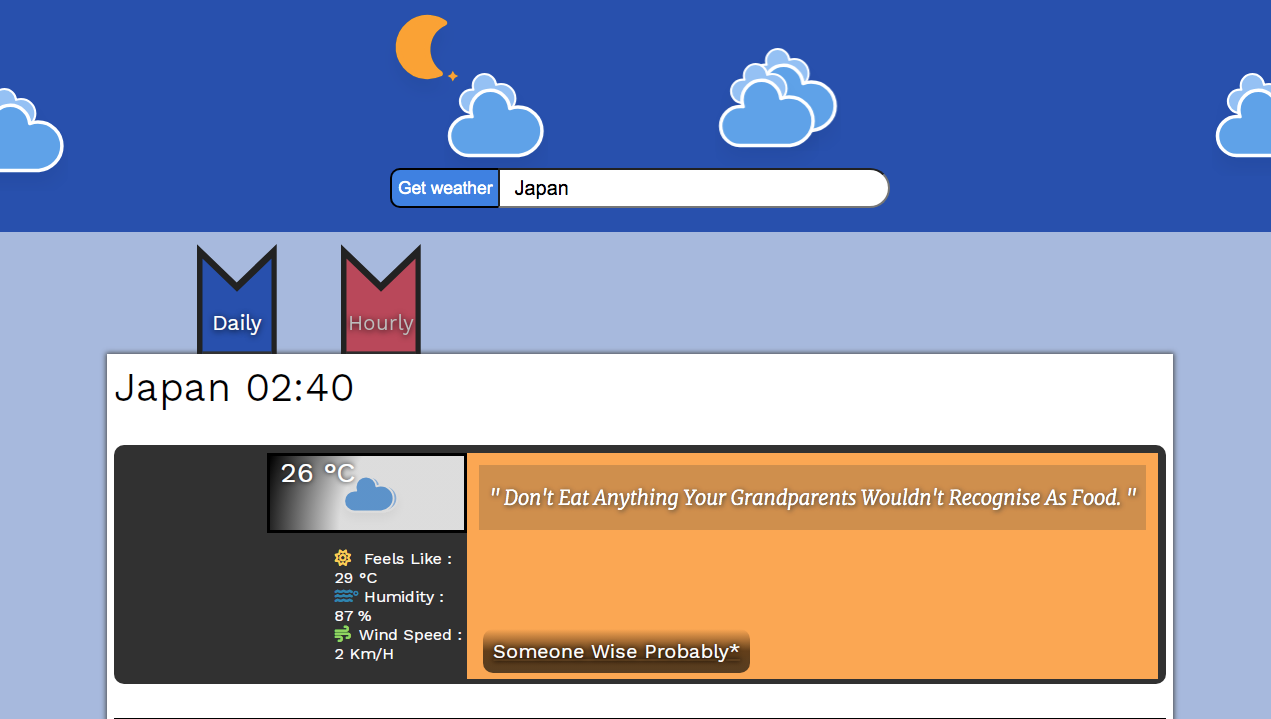 Get weather
Japan
Daily
Hourly
Japan 02:40
26 °C
" Don't Eat Anything Your Grandparents Wouldn't Recognise As Food. "
Feels Like :
29 °C
Humidity :
87 %
Wind Speed :
2 Km/H
Someone Wise Probably*